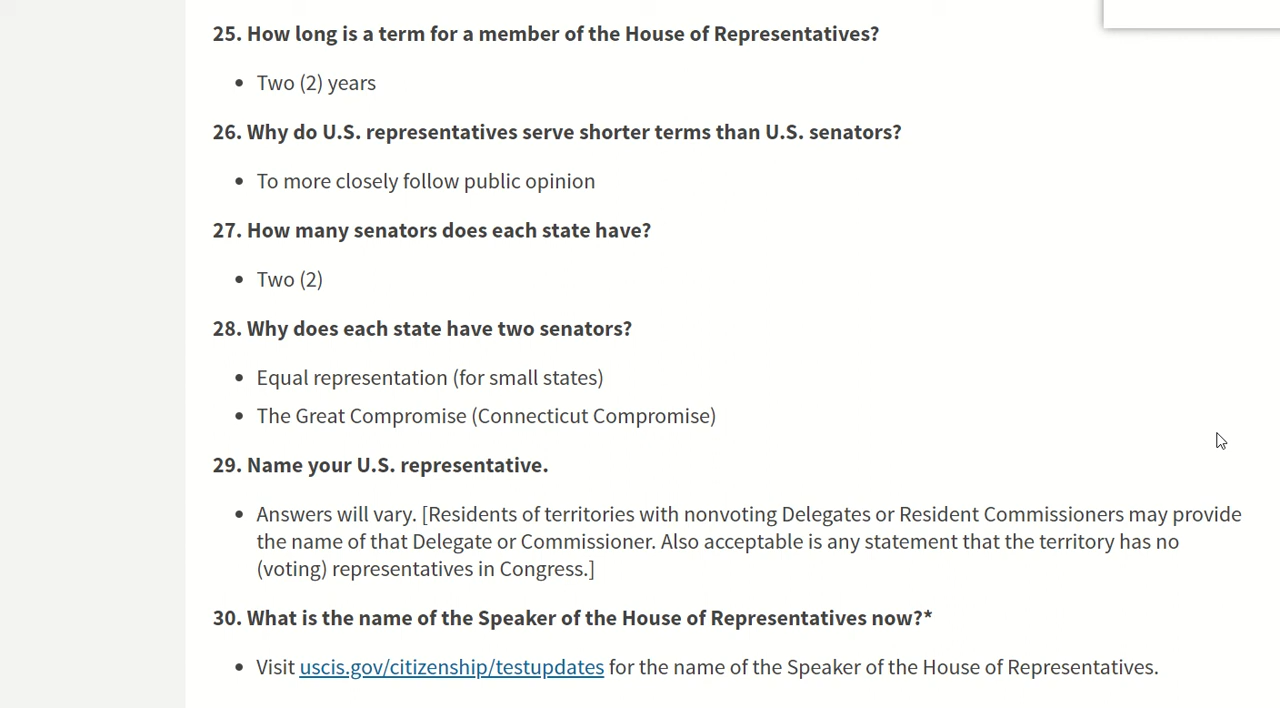 25. How long is a term for a member of the House of Representatives?
• Two (2) years
26. Why do U.S. representatives serve shorter terms than U.S. senators?
• To more closely follow public opinion
27. How many senators does each state have?
• Two (2)
28. Why does each state have two senators?
• Equal representation (for small states)
• The Great Compromise (Connecticut Compromise)
29. Name your U.S. representative.
• Answers will vary. [Residents of territories with nonvoting Delegates or Resident Commissioners may provide
the name of that Delegate or Commissioner. Also acceptable is any statement that the territory has no
(voting) representatives in Congress.]
30. What is the name of the Speaker of the House of Representatives now?*
• Visit uscis.gov/citizenship/testupdates for the name of the Speaker of the House of Representatives.